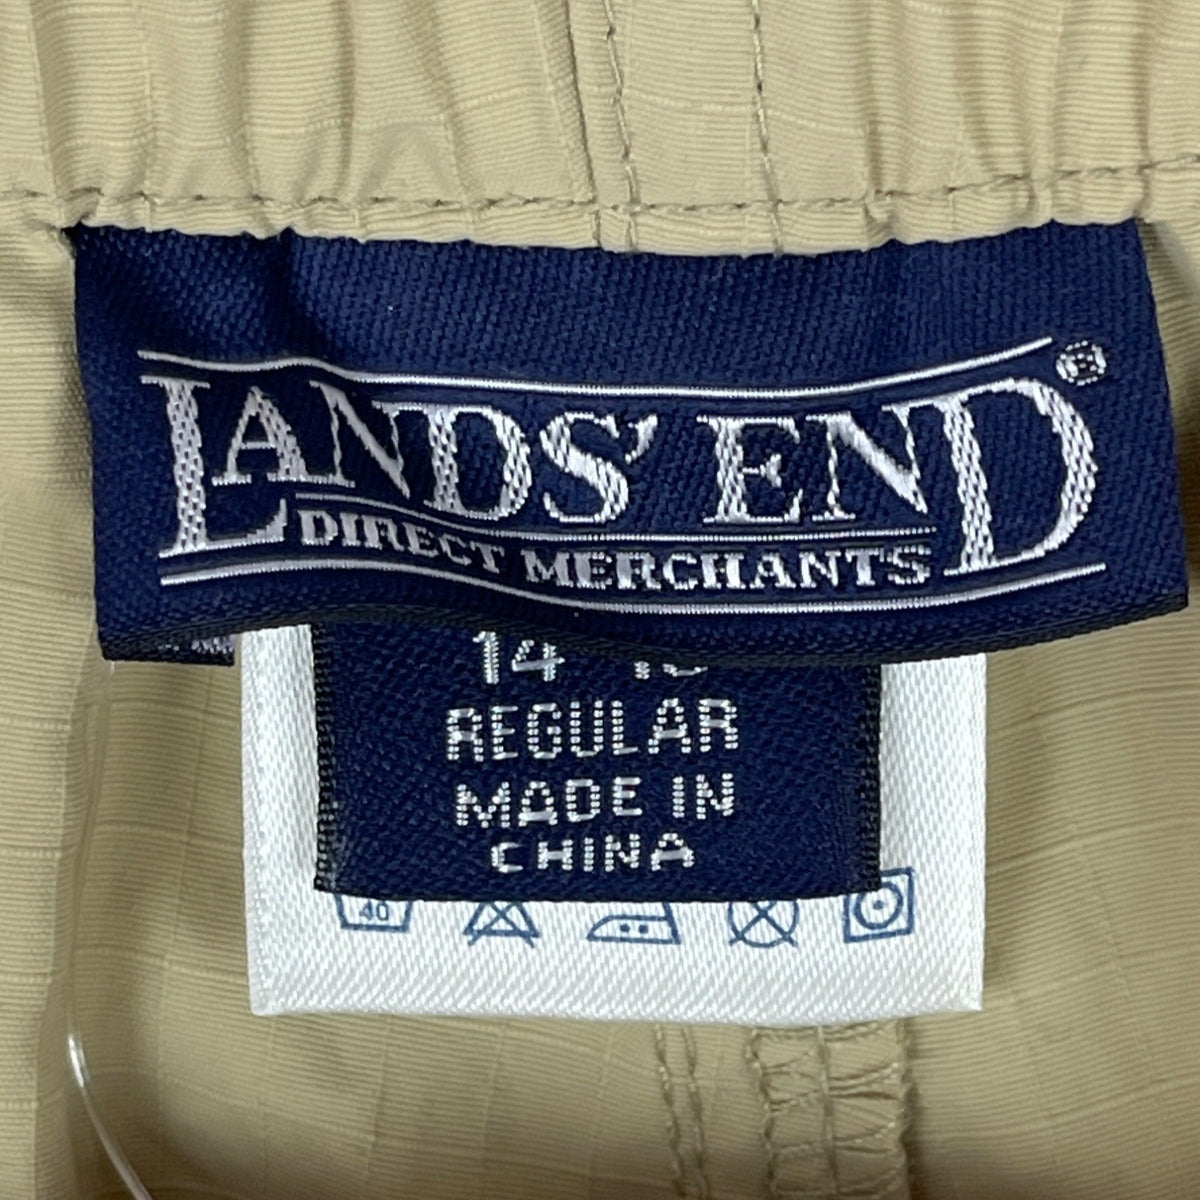 LANDS' END®
DIRECT MERCHANTS
14
REGULAR
MADE IN
CHINA
40